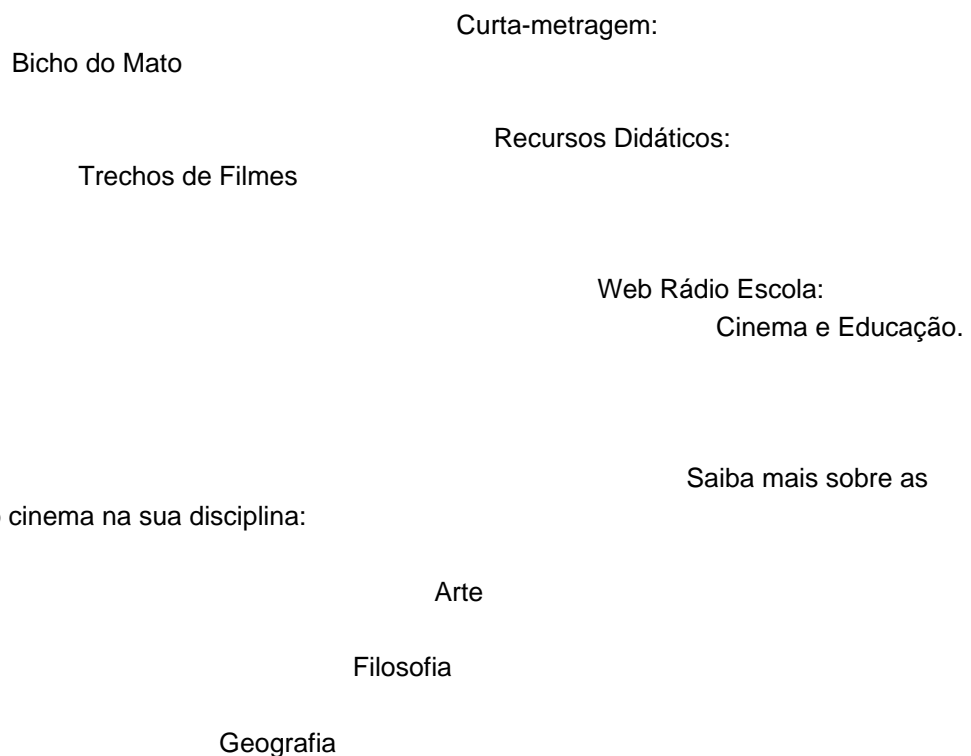 Curta-metragem:
Bicho do Mato
Recursos Didáticos:
Trechos de Filmes
Web Rádio Escola:
Cinema e Educação.
Saiba mais sobre as
cinema na sua disciplina:
Arte
Filosofia
Geografia